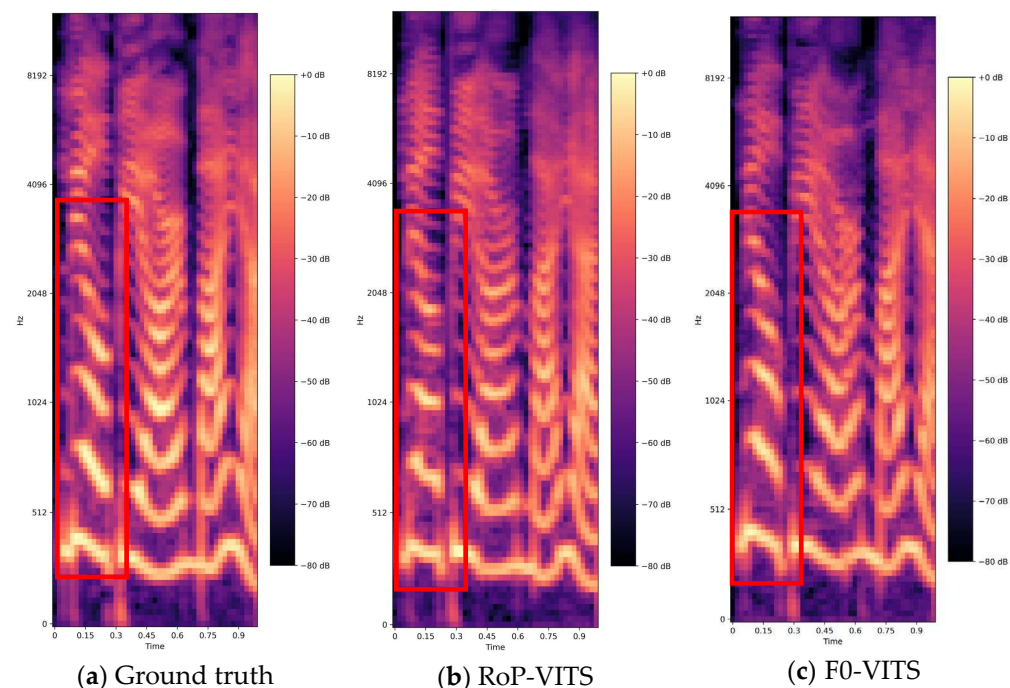 8192
4096
2048
1024
512
0
Hz
0 0.15 0.3 0.45 0.6 0.75 0.9
Time
+0 dB
−10 dB
−20 dB
−30 dB
−40 dB
−50 dB
−60 dB
−70 dB
−80 dB
(a) Ground truth
8192
4096
2048
1024
512
0
Hz
0 0.15 0.3 0.45 0.6 0.75 0.9
Time
+0 dB
−10 dB
−20 dB
−30 dB
−40 dB
−50 dB
−60 dB
−70 dB
−80 dB
(b) RoP-VITS
8192
4096
2048
1024
512
0
Hz
0 0.15 0.3 0.45 0.6 0.75 0.9
Time
+0 dB
−10 dB
−20 dB
−30 dB
−40 dB
−50 dB
−60 dB
−70 dB
−80 dB
(c) F0-VITS